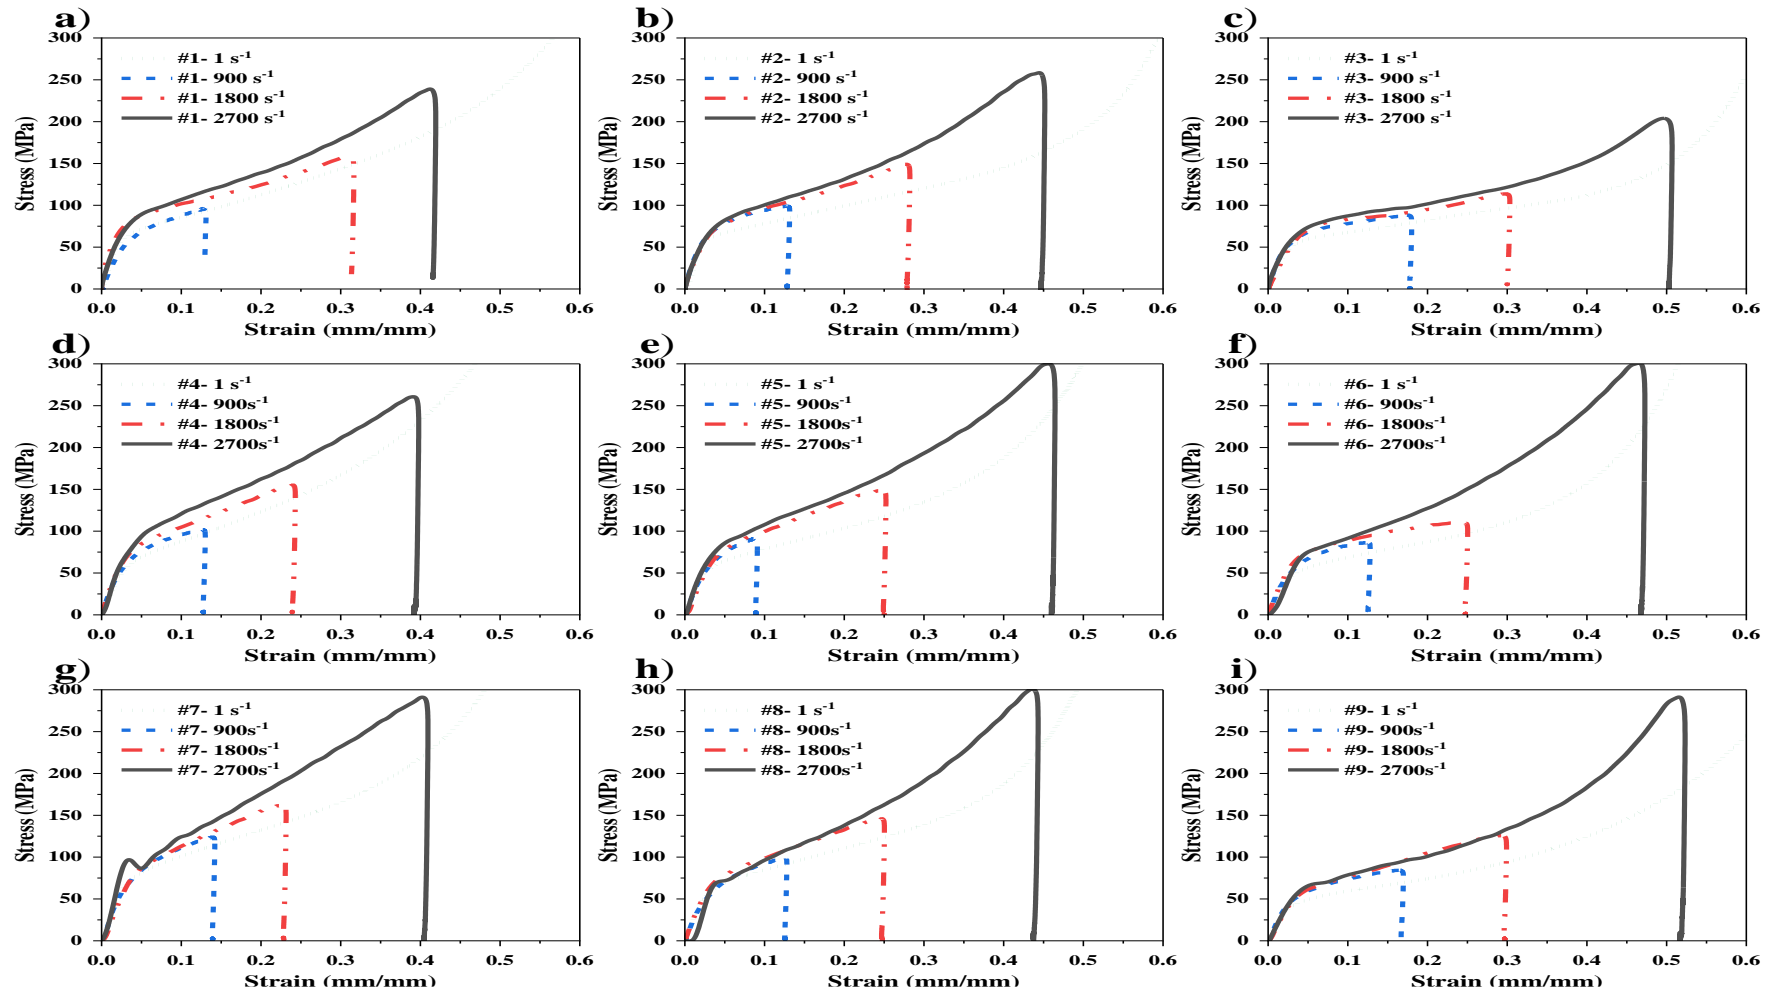 a)
300
250
200
150
100
50
0
Stress (MPa)
#1- 1 s⁻¹
#1- 900 s⁻¹
#1- 1800 s⁻¹
#1- 2700 s⁻¹
0.0 0.1 0.2 0.3 0.4 0.5 0.6
Strain (mm/mm)
b)
300
250
200
150
100
50
0
Stress (MPa)
#2- 1 s⁻¹
#2- 900 s⁻¹
#2- 1800 s⁻¹
#2- 2700 s⁻¹
0.0 0.1 0.2 0.3 0.4 0.5 0.6
Strain (mm/mm)
c)
300
250
200
150
100
50
0
Stress (MPa)
#3- 1 s⁻¹
#3- 900 s⁻¹
#3- 1800 s⁻¹
#3- 2700 s⁻¹
0.0 0.1 0.2 0.3 0.4 0.5 0.6
Strain (mm/mm)
d)
300
250
200
150
100
50
0
Stress (MPa)
#4- 1 s⁻¹
#4- 900s⁻¹
#4- 1800s⁻¹
#4- 2700s⁻¹
0.0 0.1 0.2 0.3 0.4 0.5 0.6
Strain (mm/mm)
e)
300
250
200
150
100
50
0
Stress (MPa)
#5- 1 s⁻¹
#5- 900s⁻¹
#5- 1800s⁻¹
#5- 2700s⁻¹
0.0 0.1 0.2 0.3 0.4 0.5 0.6
Strain (mm/mm)
f)
300
250
200
150
100
50
0
Stress (MPa)
#6- 1 s⁻¹
#6- 900s⁻¹
#6- 1800s⁻¹
#6- 2700s⁻¹
0.0 0.1 0.2 0.3 0.4 0.5 0.6
Strain (mm/mm)
g)
300
250
200
150
100
50
0
Stress (MPa)
#7- 1 s⁻¹
#7- 900s⁻¹
#7- 1800s⁻¹
#7- 2700s⁻¹
0.0 0.1 0.2 0.3 0.4 0.5 0.6
Strain (mm/mm)
h)
300
250
200
150
100
50
0
Stress (MPa)
#8- 1 s⁻¹
#8- 900s⁻¹
#8- 1800s⁻¹
#8- 2700s⁻¹
0.0 0.1 0.2 0.3 0.4 0.5 0.6
Strain (mm/mm)
i)
300
250
200
150
100
50
0
Stress (MPa)
#9- 1 s⁻¹
#9- 900s⁻¹
#9- 1800s⁻¹
#9- 2700s⁻¹
0.0 0.1 0.2 0.3 0.4 0.5 0.6
Strain (mm/mm)